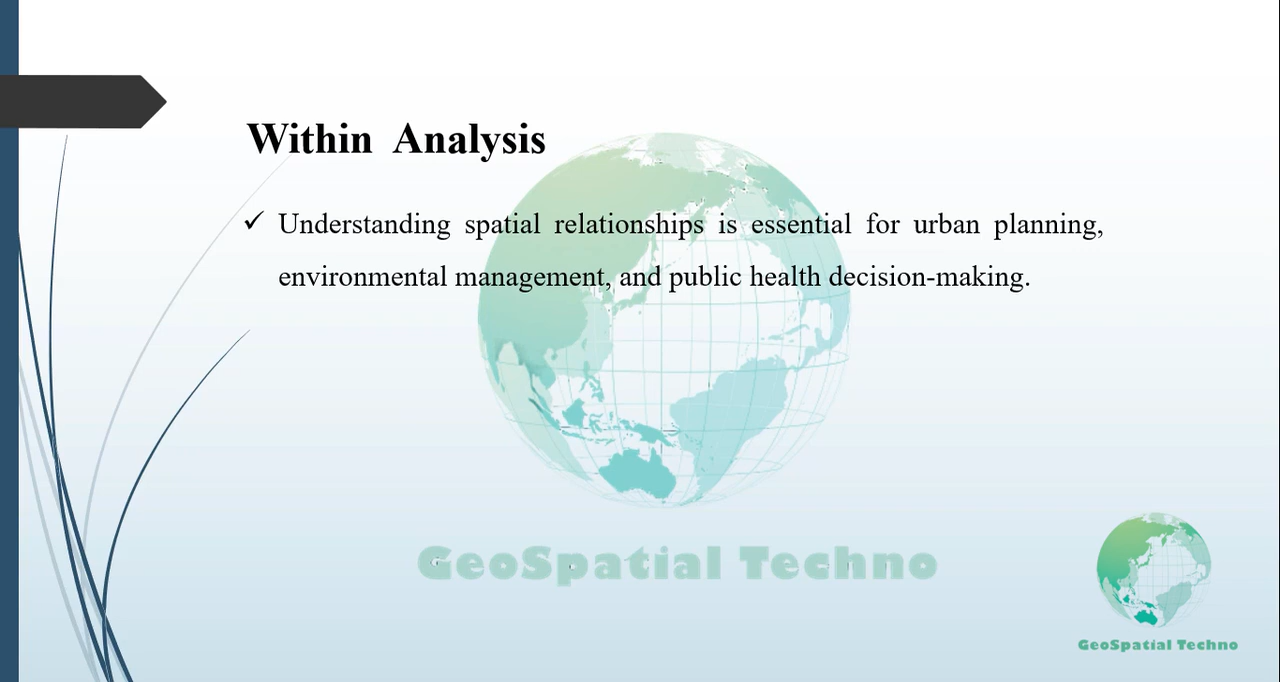 Within Analysis
✓ Understanding spatial relationships is essential for urban planning,
environmental management, and public health decision-making.
GeoSpatial Techno
GeoSpatial Techno